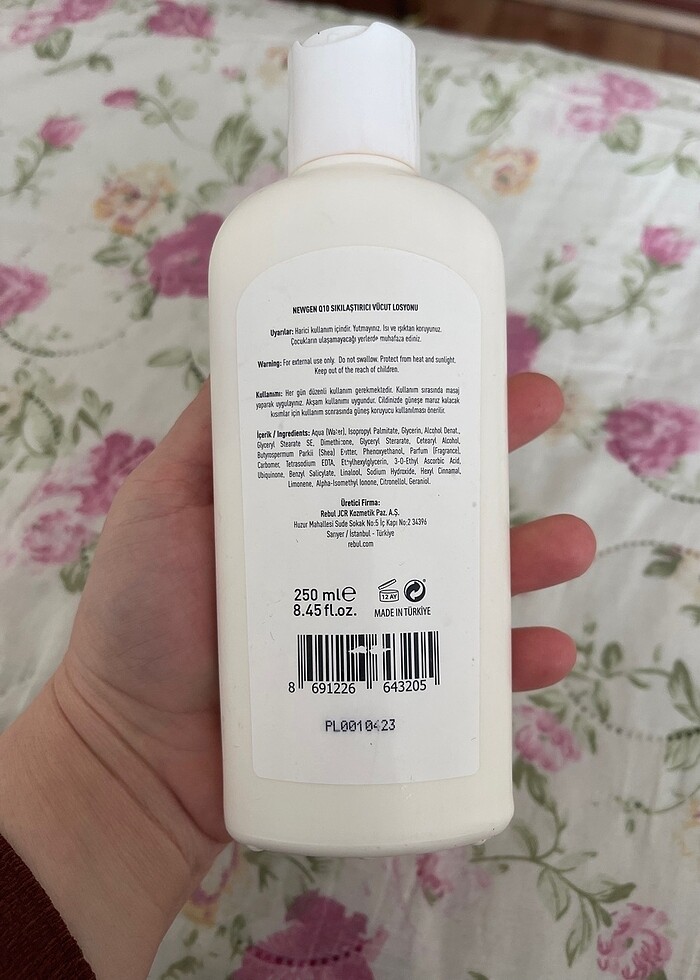 NEWGEN Q10 SIKILAŞTIRICI VÜCUT LOSYONU
Uyarılar: Harici kullanım içindir. Yutmayınız. Isı ve ışıktan koruyunuz.
Çocukların ulaşamayacağı yerlerde muhafaza ediniz.
Warning: For external use only. Do not swallow. Protect from heat and sunlight.
Keep out of the reach of children.
Kullanımı: Her gün düzenli kullanım gerekmektedir. Kullanım sırasında masaj
yaparak uygulayınız. Akşam kullanımı uygundur. Cildinizde güneşe maruz kalacak
kısımlar için kullanım sonrasında güneş koruyucu kullanılması önerilir.
İçerik / Ingredients: Aqua (Water), Isopropyl Palmitate, Glycerin, Alcohol Denat.,
Glyceryl Stearate SE, Dimethicone, Glyceryl Sterarate, Cetearyl Alcohol,
Butyrospermum Parkii (Shea) Butter, Phenoxyethanol, Parfum (Fragrance),
Carbomer, Tetrasodium EDTA, Ethylhexylglycerin, 3-O-Ethyl Ascorbic Acid,
Ubiquinone, Benzyl Salicylate, Linalool, Sodium Hydroxide, Hexyl Cinnamal,
Limonene, Alpha-Isomethyl Ionone, Citronellol, Geraniol.
Üretici Firma:
Rebul JCR Kozmetik Paz. A.Ş.
Huzur Mahallesi Sude Sokak No:5 İç Kapı No:2 34396
Sarıyer / İstanbul - Türkiye
rebul.com
250 ml e
8.45 fl.oz.
12 AY
MADE IN TÜRKİYE
8 691226 643205
PL0010423